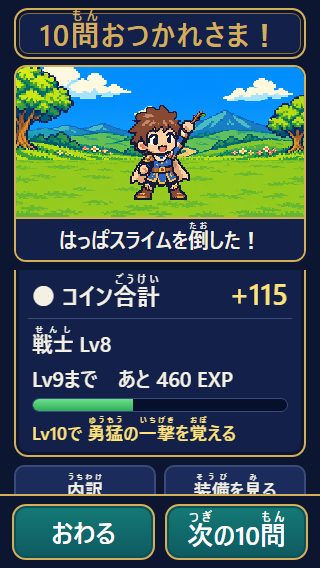 10問おつかれさま！
はっぱスライムを倒した！
コイン合計 +115
戦士 Lv8
Lv9まで あと 460 EXP
Lv10で 勇猛の一撃を覚える
内訳 装備を見る
おわる 次の10問